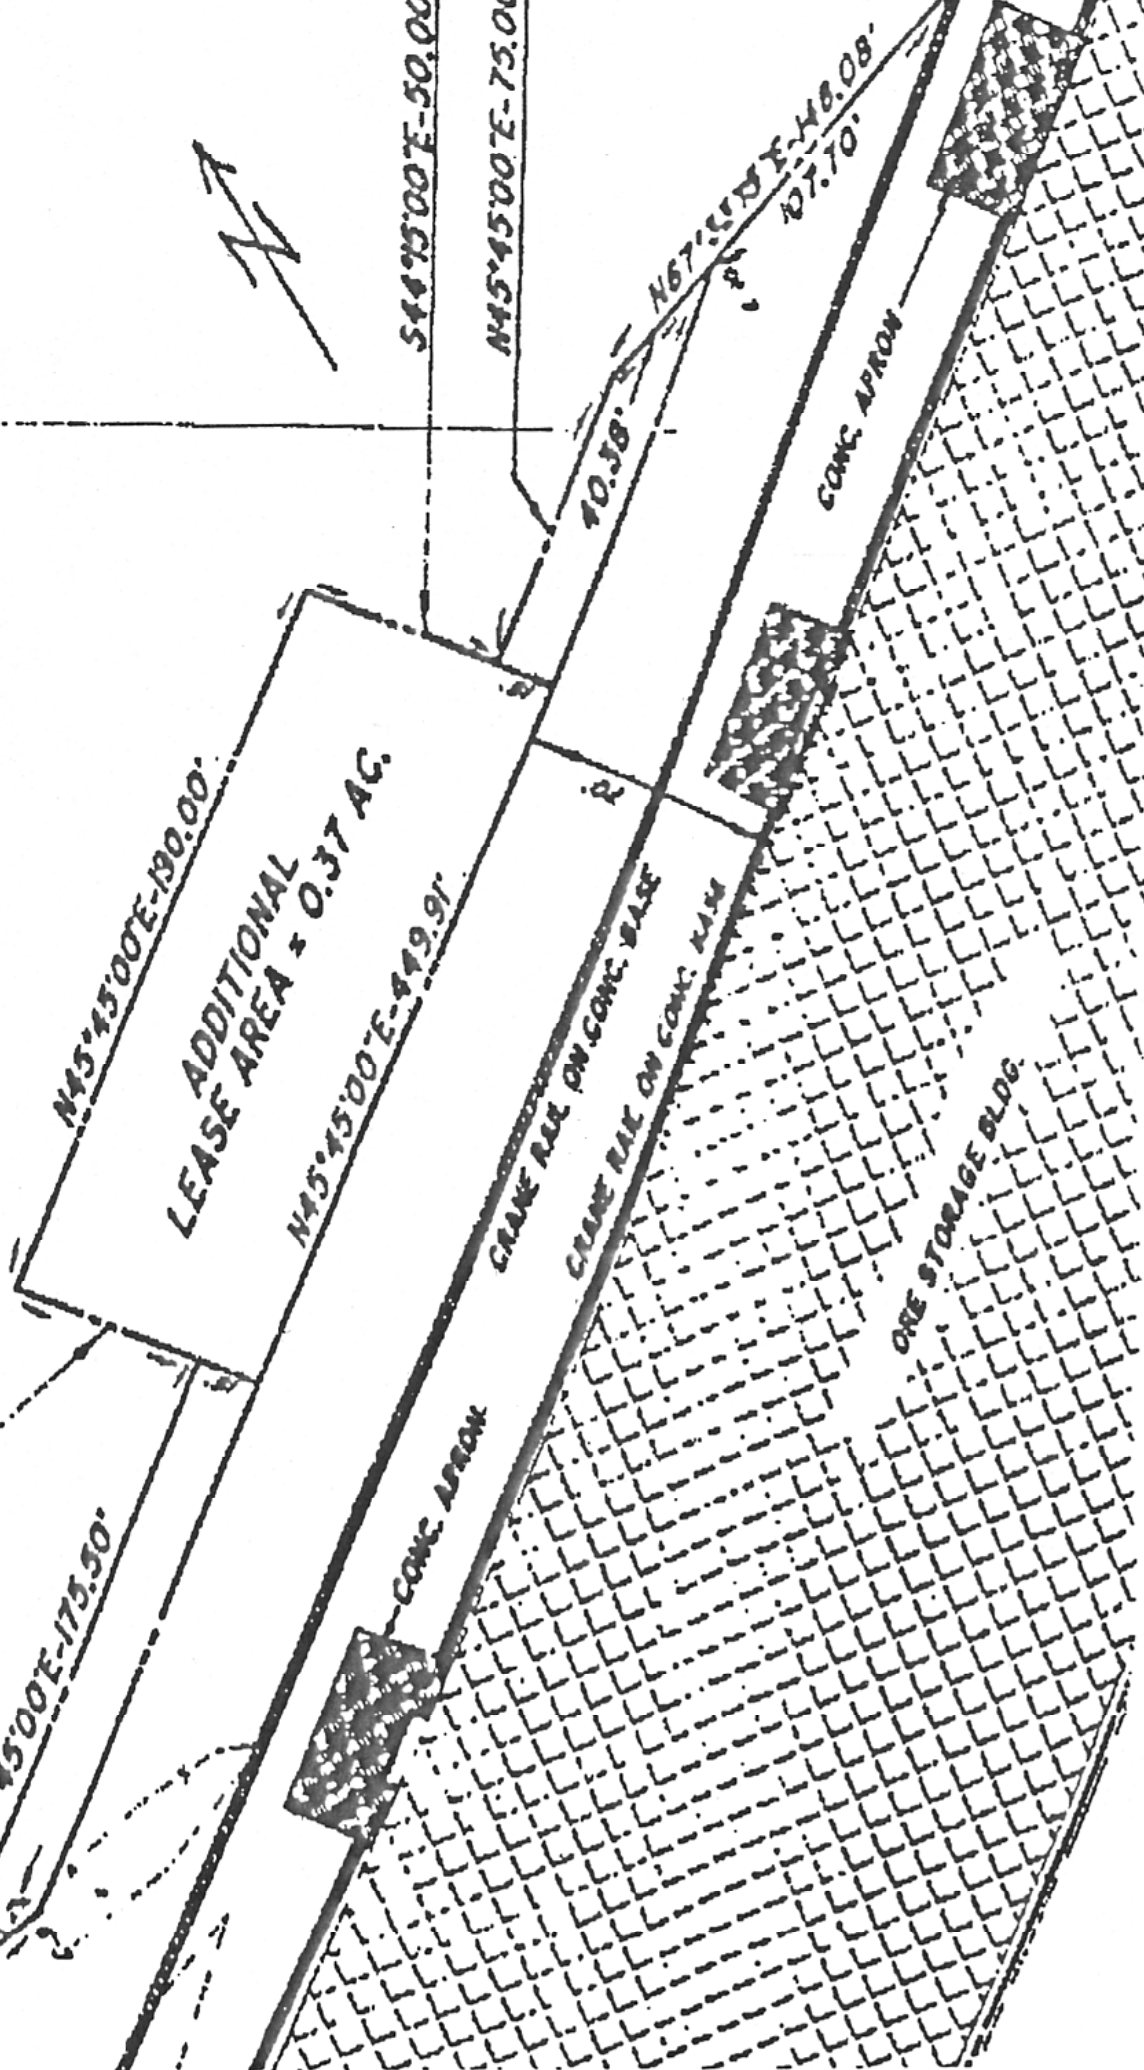 S44°15'00"E-50.00
N45°45'00"E-75.00
148.08'
107.70'
40.38'
CONC. APRON
N45°45'00"E-190.00'
ADDITIONAL
LEASE AREA = 0.37 AC.
N45°45'00"E-449.91'
CRANE RAIL ON CONC. BASE
CRANE RAIL ON CONC. BASE
ORE STORAGE BLDG.
CONC. APRON
45'00"E-175.50'